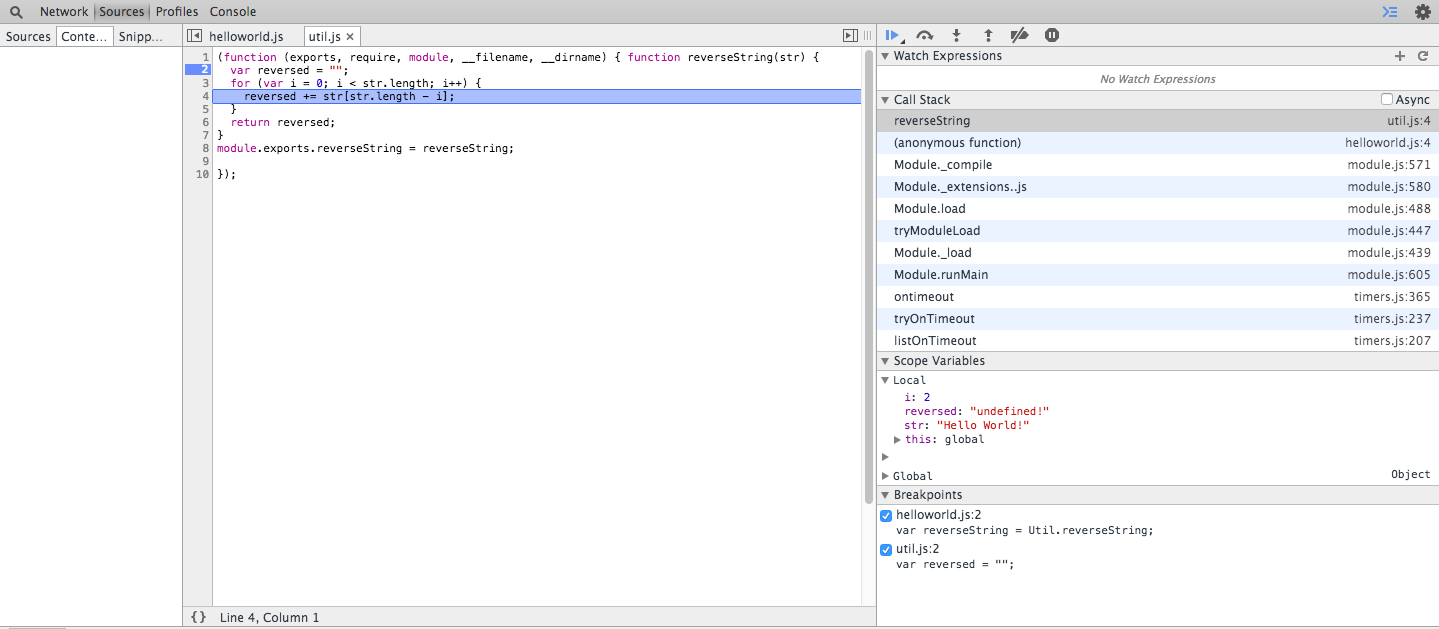 Network Sources Profiles Console
Sources Conte... Snipp...
helloworld.js util.js ×
1 (function (exports, require, module, __filename, __dirname) { function reverseString(str) {
2 var reversed = "";
3 for (var i = 0; i < str.length; i++) {
4 reversed += str[str.length - i];
5 }
6 return reversed;
7 }
8 module.exports.reverseString = reverseString;
9
10 });
{} Line 4, Column 1
Watch Expressions
No Watch Expressions
Call Stack Async
reverseString util.js:4
(anonymous function) helloworld.js:4
Module._compile module.js:571
Module._extensions..js module.js:580
Module.load module.js:488
tryModuleLoad module.js:447
Module._load module.js:439
Module.runMain module.js:605
ontimeout timers.js:365
tryOnTimeout timers.js:237
listOnTimeout timers.js:207
Scope Variables
Local
i: 2
reversed: "undefined!"
str: "Hello World!"
this: global
Global Object
Breakpoints
helloworld.js:2
var reverseString = Util.reverseString;
util.js:2
var reversed = "";